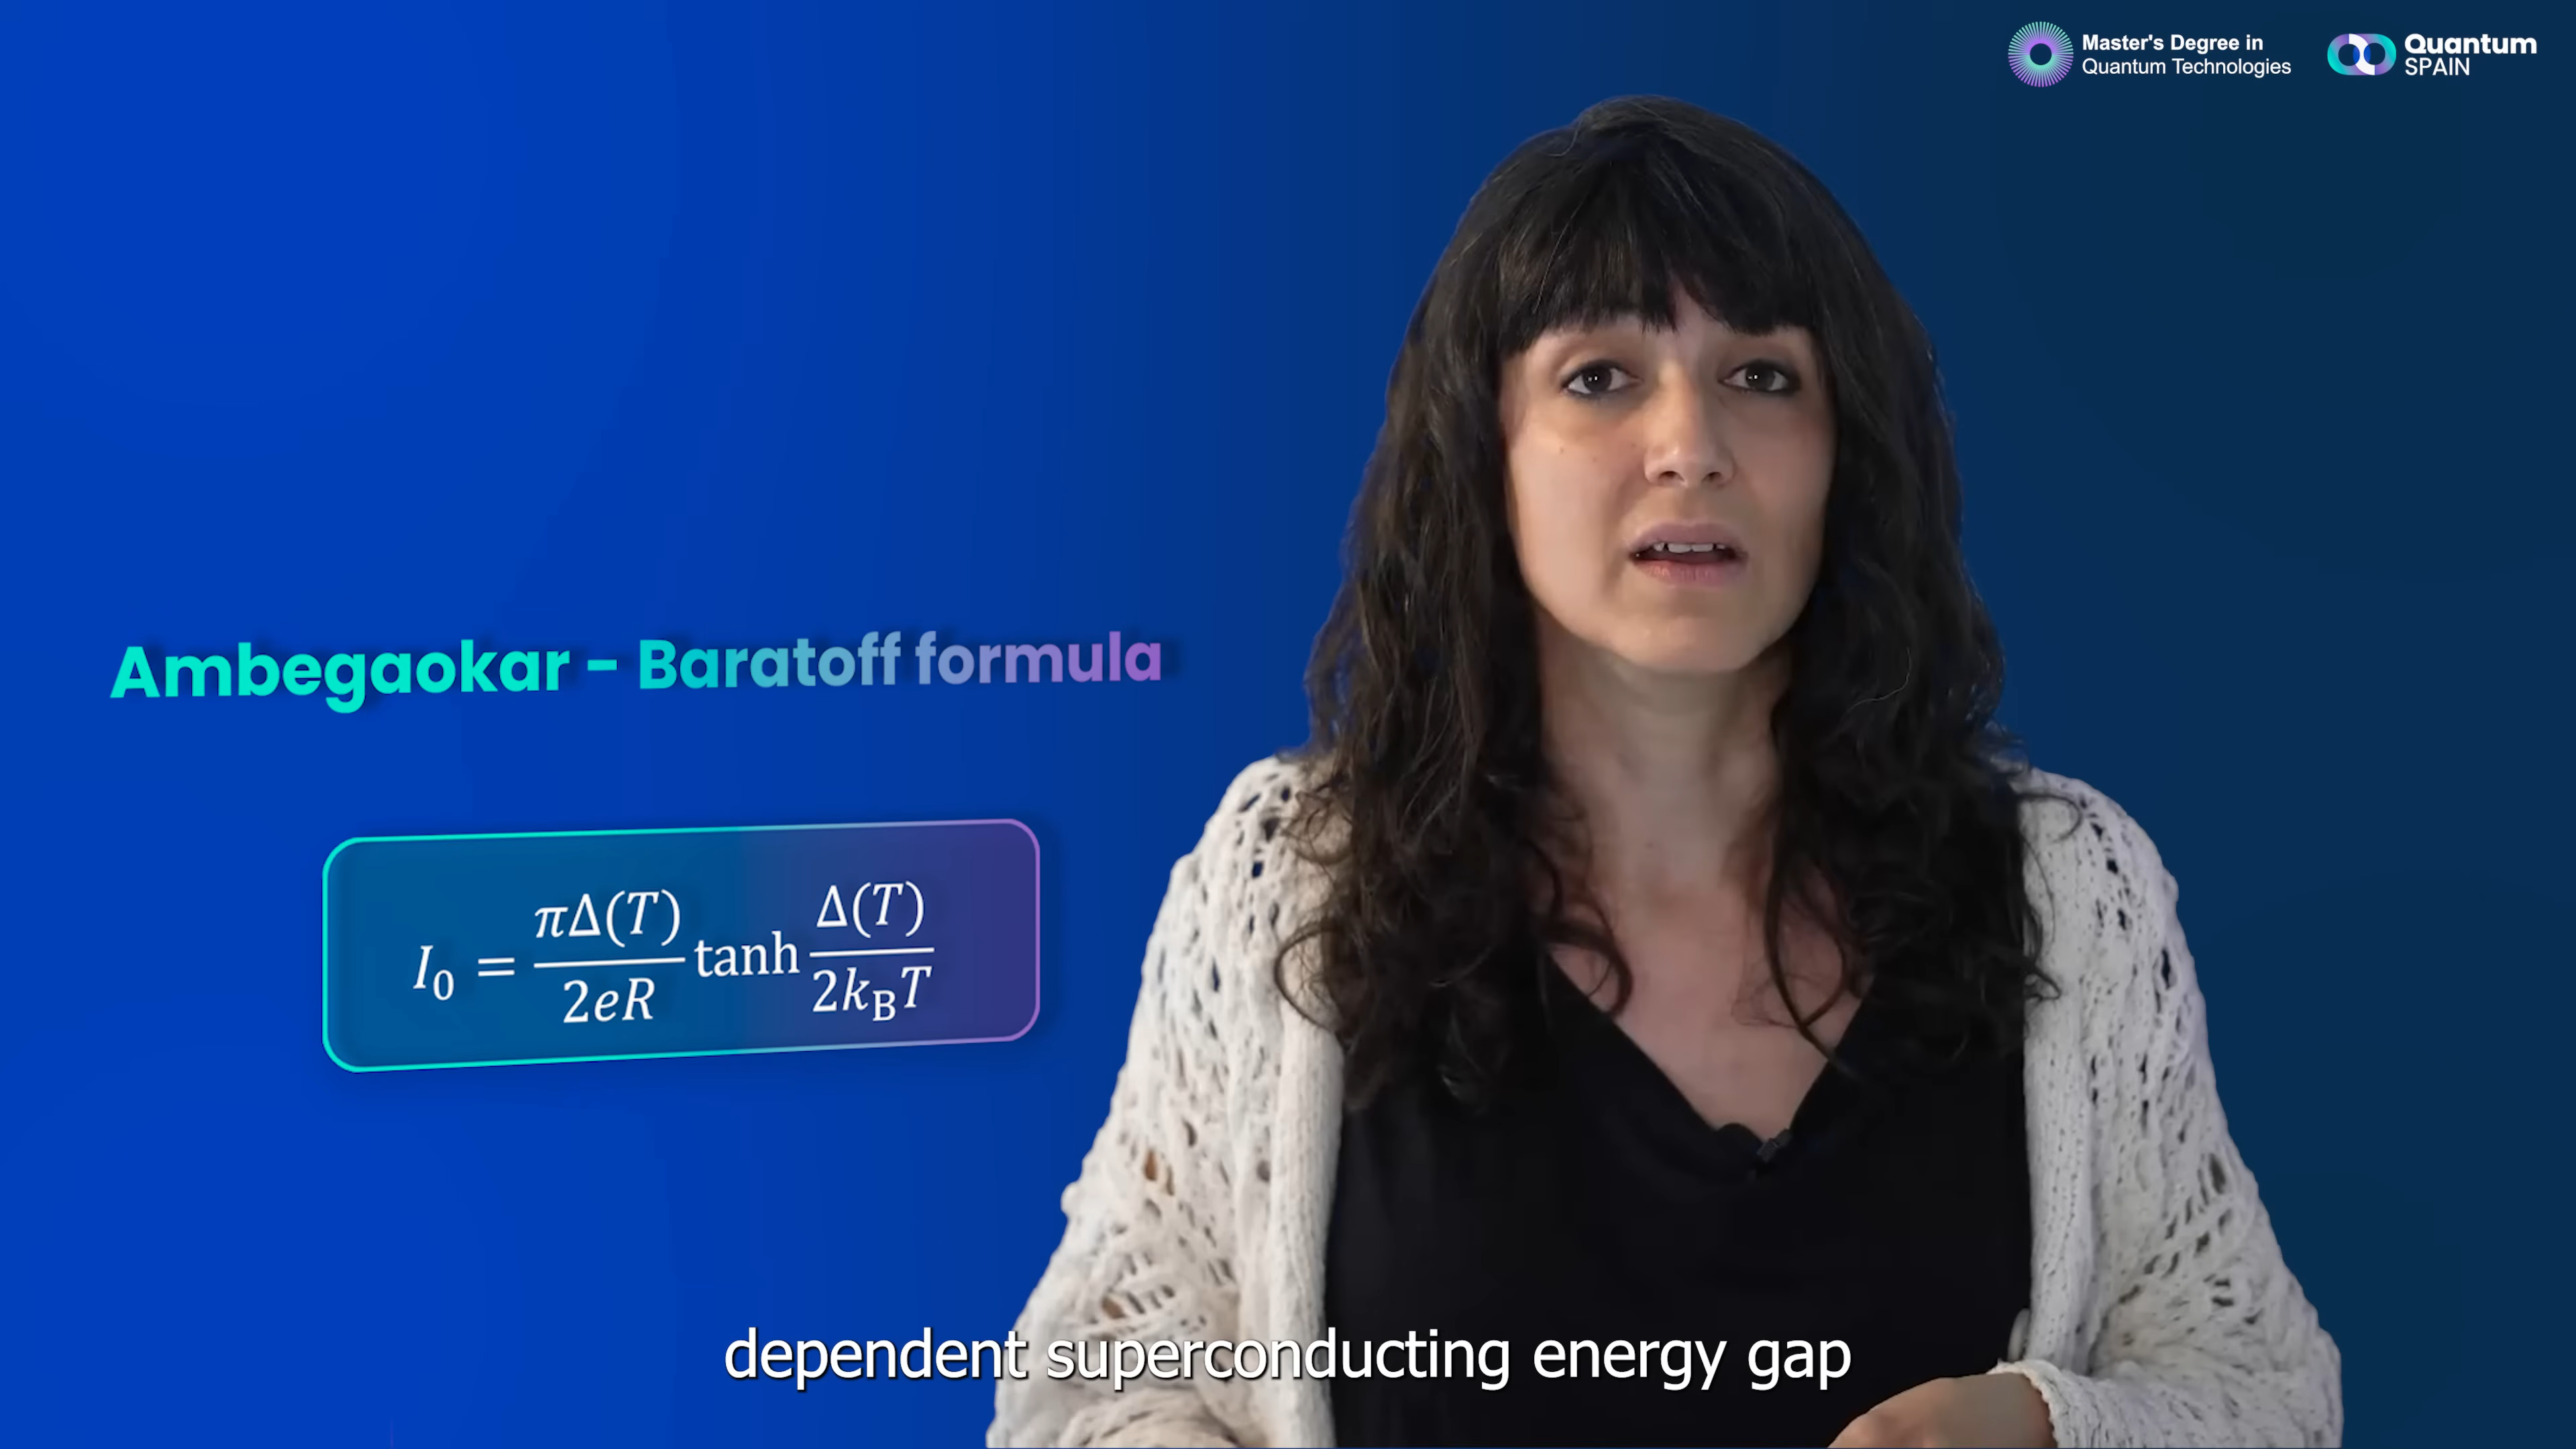 Master's Degree in
Quantum Technologies
Quantum
SPAIN
Ambegaokar - Baratoff formula
I₀ = πΔ(T)/2eR tanh Δ(T)/2k_BT
dependent superconducting energy gap